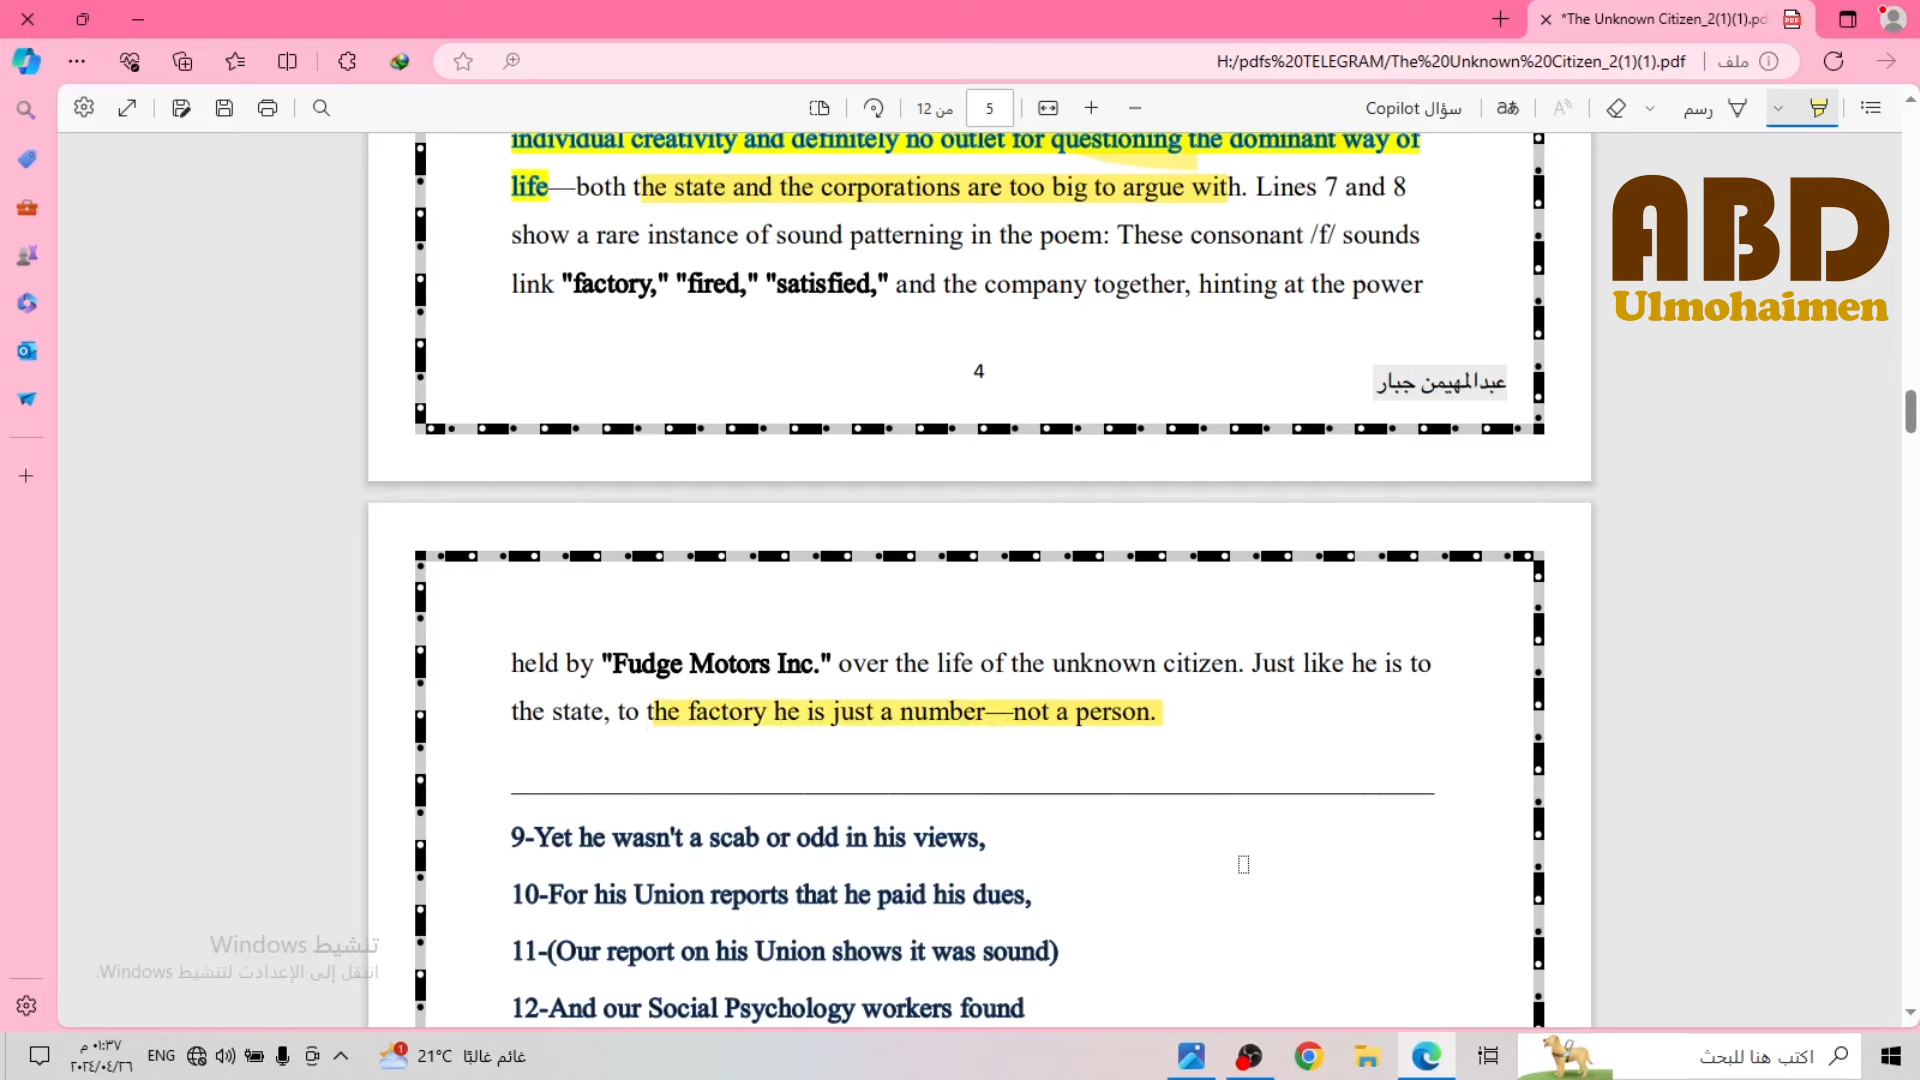 *The Unknown Citizen_2(1)(1).pd
H:/pdfs%20TELEGRAM/The%20Unknown%20Citizen_2(1)(1).pdf
ملف
من 12
5
سؤال Copilot
رسم
individual creativity and definitely no outlet for questioning the dominant way of
life—both the state and the corporations are too big to argue with. Lines 7 and 8
show a rare instance of sound patterning in the poem: These consonant /f/ sounds
link "factory," "fired," "satisfied," and the company together, hinting at the power
4
عبدالمهيمن جبار
ABD
Ulmohaimen
held by "Fudge Motors Inc." over the life of the unknown citizen. Just like he is to
the state, to the factory he is just a number—not a person.
9-Yet he wasn't a scab or odd in his views,
10-For his Union reports that he paid his dues,
11-(Our report on his Union shows it was sound)
12-And our Social Psychology workers found
تنشيط Windows
انتقل إلى الإعدادات لتنشيط Windows.
٠١:٣٧ م
٢٠٢٤/٠٤/٢٦
ENG
1
21°C
غائم غالبًا
اكتب هنا للبحث